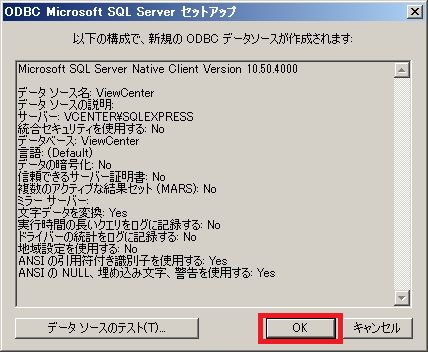 ODBC Microsoft SQL Server セットアップ
以下の構成で、新規の ODBC データソースが作成されます:
Microsoft SQL Server Native Client Version 10.50.4000
データ ソース名: ViewCenter
データ ソースの説明:
サーバー: VCENTER¥SQLEXPRESS
統合セキュリティを使用する: No
データベース: ViewCenter
言語: (Default)
データの暗号化: No
信頼できるサーバー証明書: No
複数のアクティブな結果セット (MARS): No
ミラー サーバー:
文字データを変換: Yes
実行時間の長いクエリをログに記録する: No
ドライバーの統計をログに記録する: No
地域設定を使用する: No
ANSI の引用符付き識別子を使用する: Yes
ANSI の NULL、埋め込み文字、警告を使用する: Yes
データ ソースのテスト(T)...
OK
キャンセル